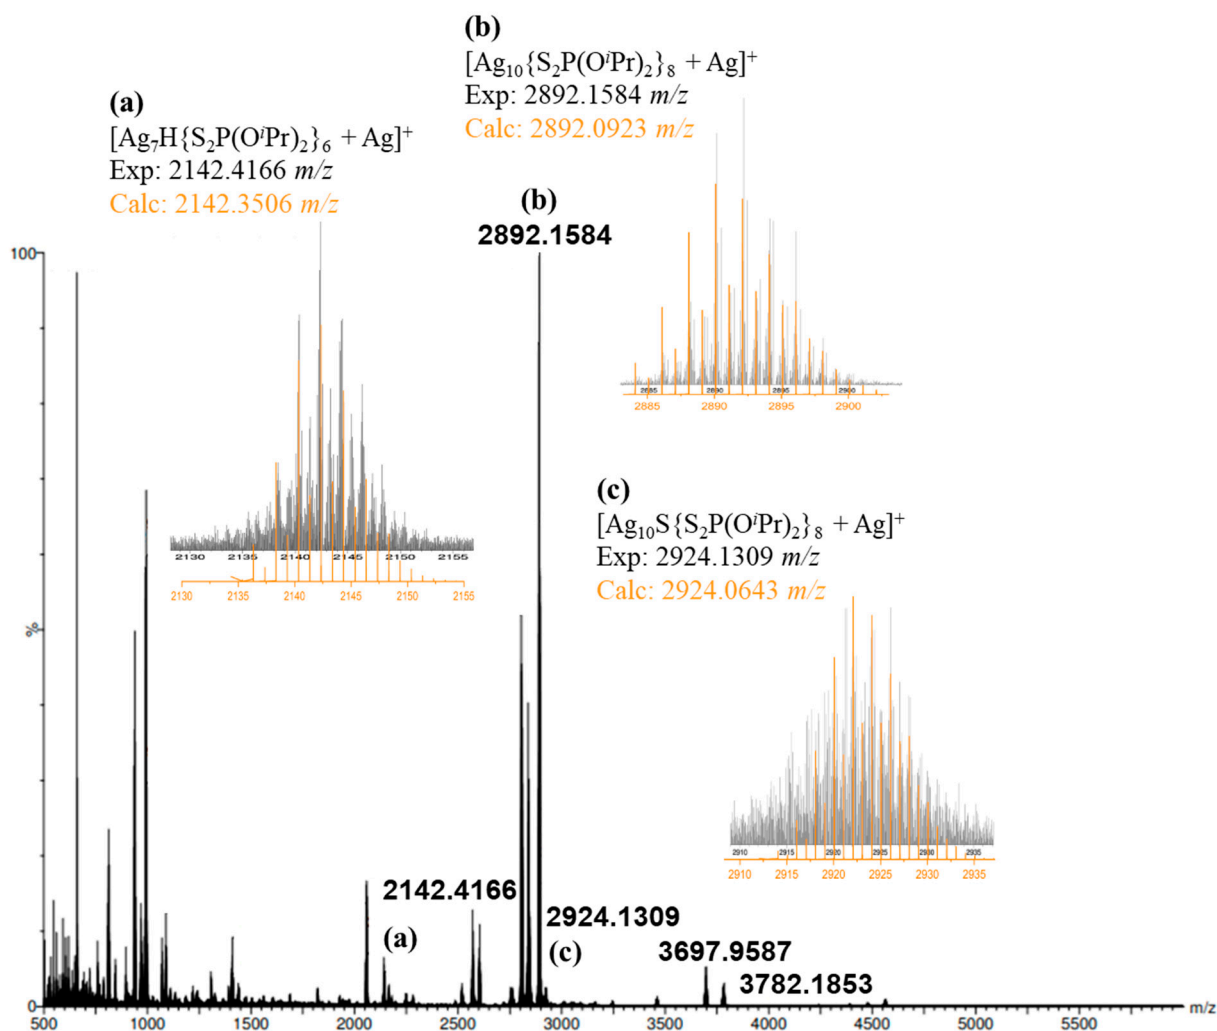 (b)
[Ag₁₀{S₂P(OⁱPr)₂}₈ + Ag]⁺
Exp: 2892.1584 m/z
Calc: 2892.0923 m/z
(a)
[Ag₇H{S₂P(OⁱPr)₂}₆ + Ag]⁺
Exp: 2142.4166 m/z
Calc: 2142.3506 m/z
(b)
2892.1584
100
2885 2890 2895 2900
2885 2890 2895 2900
(c)
[Ag₁₀S{S₂P(OⁱPr)₂}₈ + Ag]⁺
Exp: 2924.1309 m/z
Calc: 2924.0643 m/z
2130 2135 2140 2145 2150 2155
2130 2135 2140 2145 2150 2155
%
2910 2915 2920 2925 2930 2935
2910 2915 2920 2925 2930 2935
2142.4166
2924.1309
(a)
(c)
3697.9587
3782.1853
0
m/z
500 1000 1500 2000 2500 3000 3500 4000 4500 5000 5500